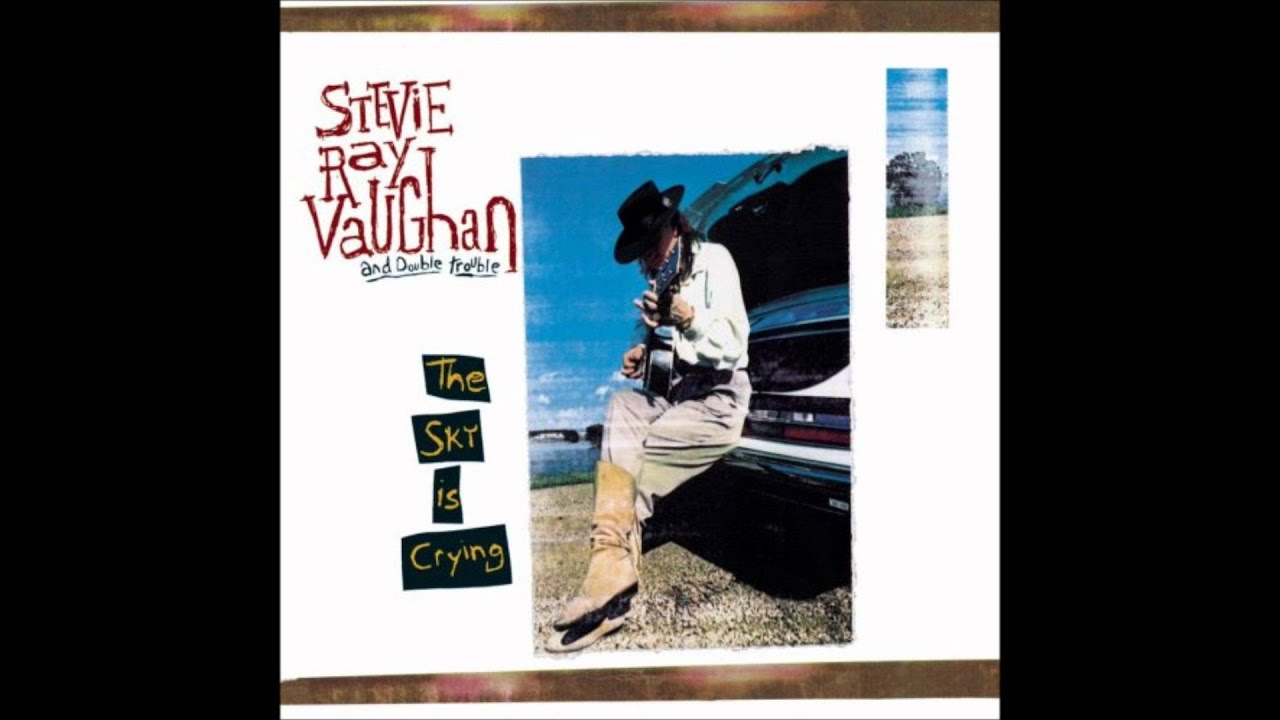 STEVIE
RAY
VAUGhan
and Double trouble
The
SKY
is
Crying